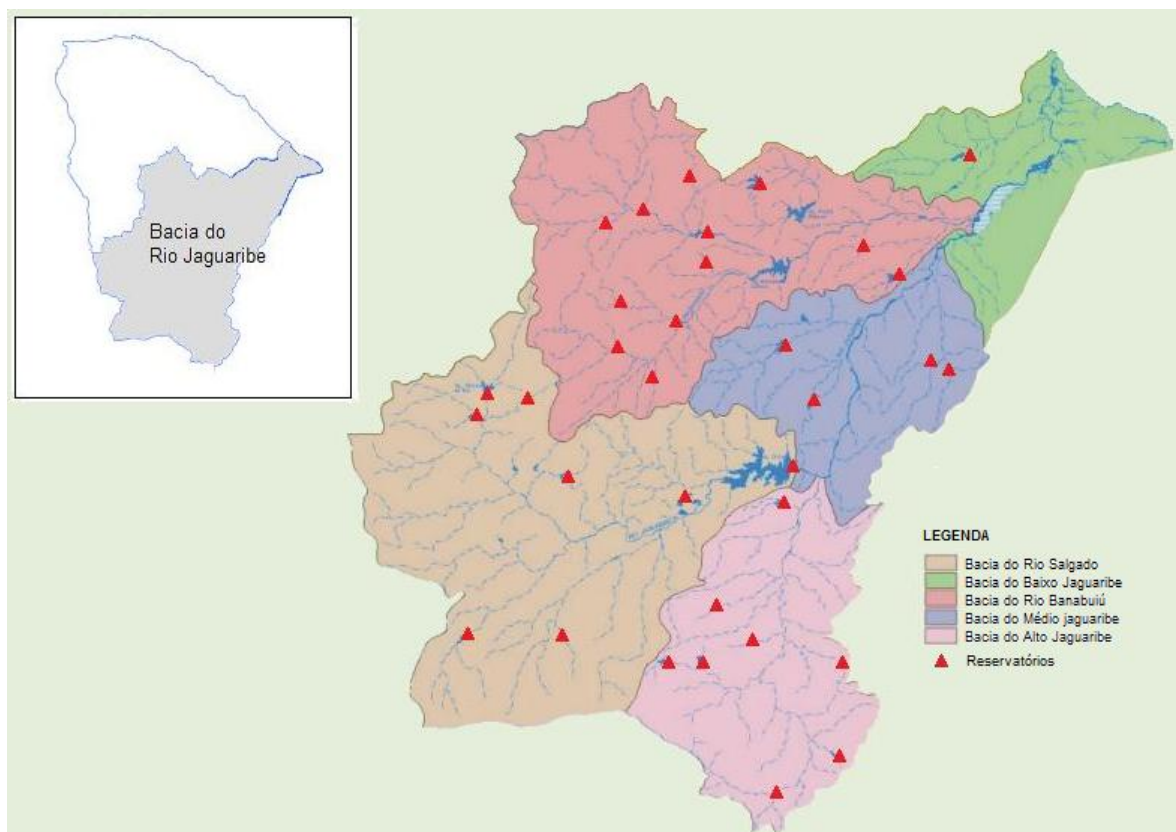 Bacia do
Rio Jaguaribe
LEGENDA
Bacia do Rio Salgado
Bacia do Baixo Jaguaribe
Bacia do Rio Banabuiú
Bacia do Médio jaguaribe
Bacia do Alto Jaguaribe
Reservatórios